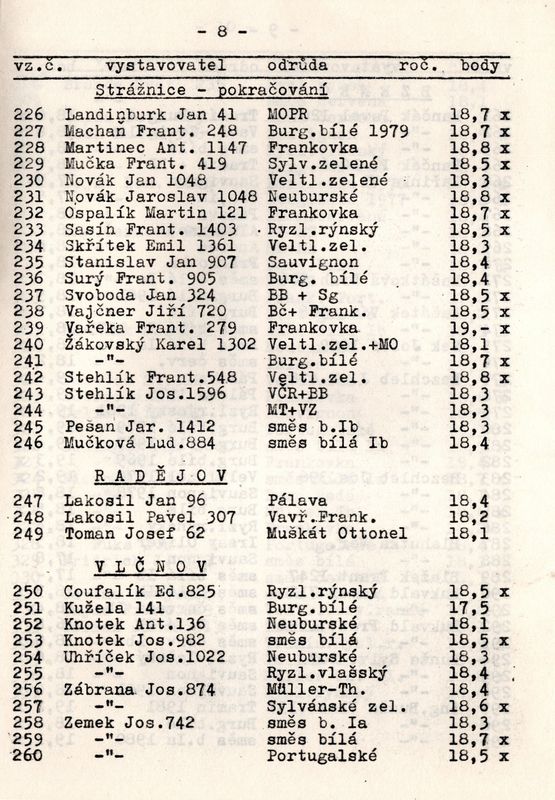 - 8 -
vz.č. vystavovatel odrůda roč. body
Strážnice - pokračování
226 Landinburk Jan 41 MOPR 18,7 x
227 Machan Frant. 248 Burg.bílé 1979 18,7 x
228 Martinec Ant. 1147 Frankovka 18,8 x
229 Mučka Frant. 419 Sylv.zelené 18,5 x
230 Novák Jan 1048 Veltl.zelené 18,3
231 Novák Jaroslav 1048 Neuburské 18,8 x
232 Ospalík Martin 121 Frankovka 18,7 x
233 Sasín Frant. 1403 Ryzl.rýnský 18,5 x
234 Skřítek Emil 1361 Veltl.zel. 18,3
235 Stanislav Jan 907 Sauvignon 18,4
236 Surý Frant. 905 Burg. bílé 18,4
237 Svoboda Jan 324 BB + Sg 18,5 x
238 Vajčner Jiří 720 Bč+ Frank. 18,5 x
239 Vařeka Frant. 279 Frankovka 19,- x
240 Žákovský Karel 1302 Veltl.zel.+MO 18,1
241 -"- Burg.bílé 18,7 x
242 Stehlík Frant.548 Veltl.zel. 18,8 x
243 Stehlík Jos.1596 VČR+BB 18,3
244 -"- MT+VZ 18,3
245 Pešan Jar. 1412 směs b.Ib 18,3
246 Mučková Lud.884 směs bílá Ib 18,4
R A D Ě J O V
247 Lakosil Jan 96 Pálava 18,4
248 Lakosil Pavel 307 Vavř.Frank. 18,2
249 Toman Josef 62 Muškát Ottonel 18,1
V L Č N O V
250 Coufalík Ed.825 Ryzl.rýnský 18,5 x
251 Kužela 141 Burg.bílé 17,5
252 Knotek Ant.136 Neuburské 18,1
253 Knotek Jos.982 směs bílá 18,5 x
254 Uhříček Jos.1022 Neuburské 18,3
255 -"- Ryzl.vlašský 18,4
256 Zábrana Jos.874 Müller-Th. 18,4
257 -"- Sylvánské zel. 18,6 x
258 Zemek Jos.742 směs b. Ia 18,3
259 -"- směs bílá 18,7 x
260 -"- Portugalské 18,5 x